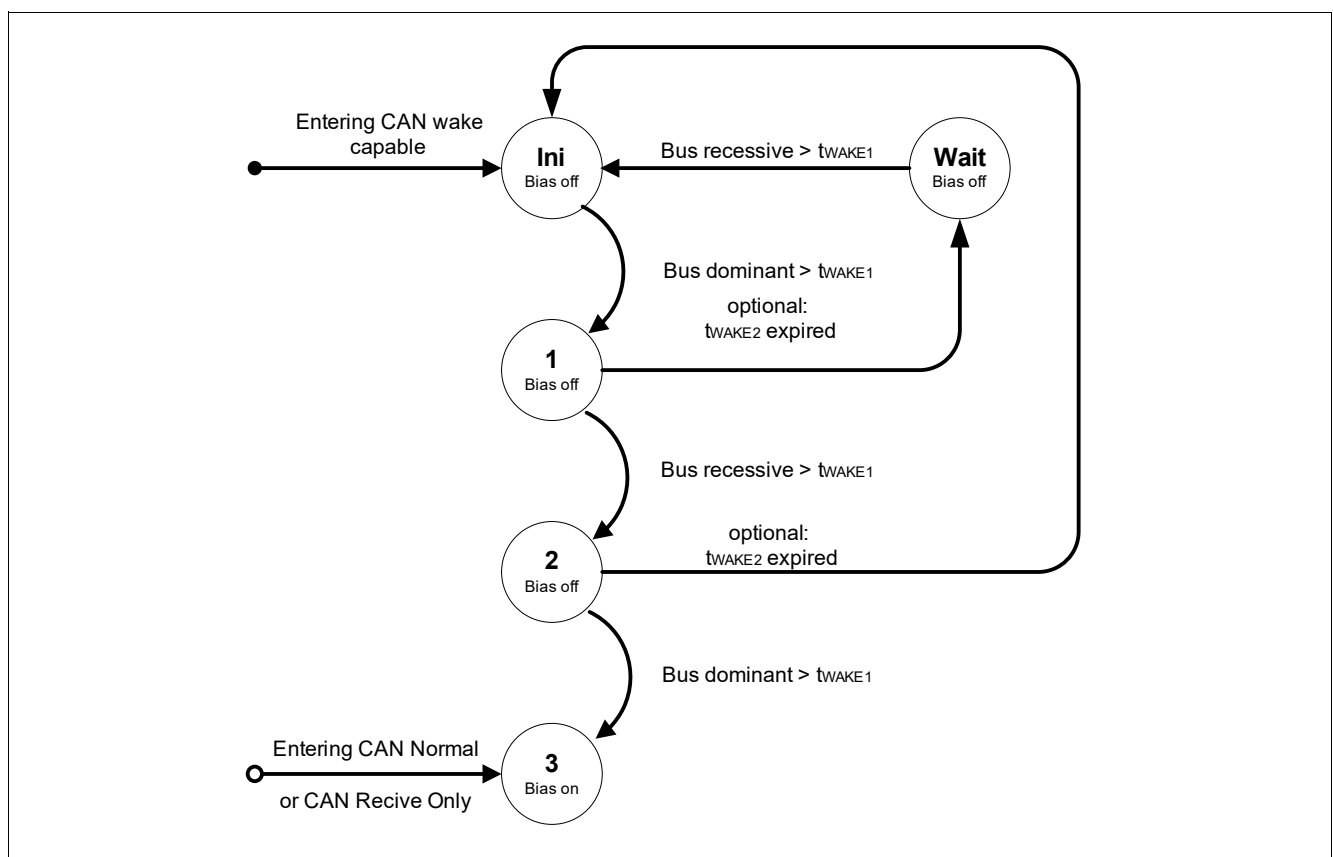 Entering CAN wake
capable
Ini
Bias off
Bus recessive > tWAKE1
Wait
Bias off
Bus dominant > tWAKE1
optional:
tWAKE2 expired
1
Bias off
Bus recessive > tWAKE1
optional:
tWAKE2 expired
2
Bias off
Bus dominant > tWAKE1
Entering CAN Normal
or CAN Recive Only
3
Bias on